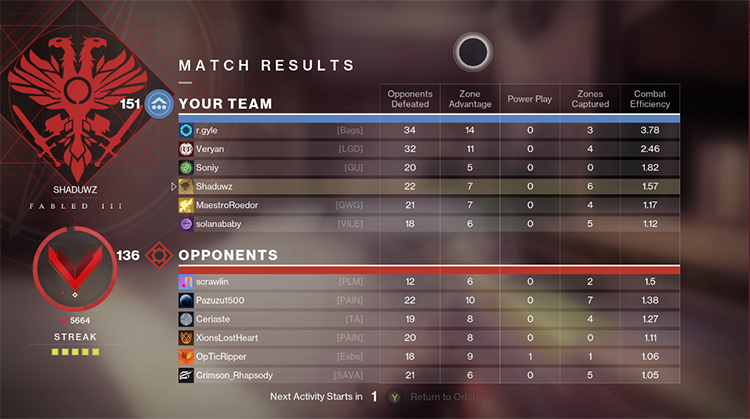 MATCH RESULTS
Opponents Defeated Zone Advantage Power Play Zones Captured Combat Efficiency
151 YOUR TEAM
r.gyle [Bags] 34 14 0 3 3.78
Veryan [LGD] 32 11 0 4 2.46
Soniy [GU] 20 5 0 0 1.82
Shaduwz 22 7 0 6 1.57
MaestroRoedor [GWG] 21 7 0 4 1.17
solanababy [VILE] 18 6 0 5 1.12
SHADUWZ
FABLED III
136 OPPONENTS
scrawlin [PLM] 12 6 0 2 1.5
Pazuzu1500 [PAIN] 22 10 0 7 1.38
Ceriaste [TA] 19 8 0 4 1.27
XionsLostHeart [PAIN] 20 8 0 0 1.11
OpTicRipper [Exbs] 18 9 1 1 1.06
Crimson_Rhapsody [SAVA] 21 6 0 5 1.05
5664
STREAK
Next Activity Starts in 1 Y Return to Orbit